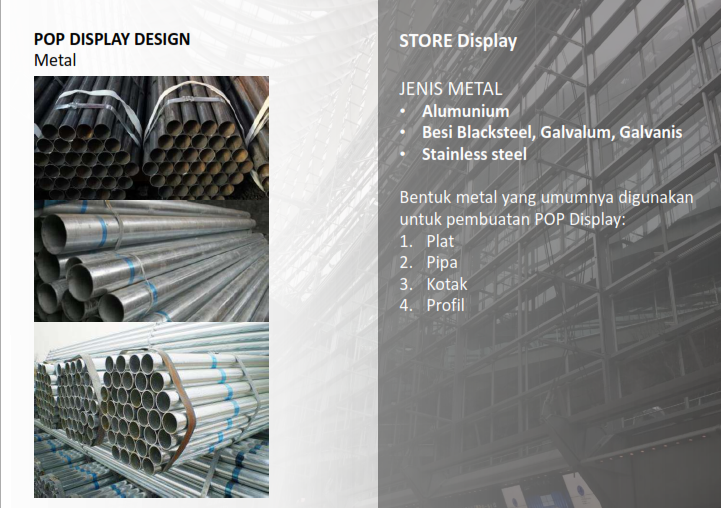 POP DISPLAY DESIGN
Metal
STORE Display
JENIS METAL
• Alumunium
• Besi Blacksteel, Galvalum, Galvanis
• Stainless steel
Bentuk metal yang umumnya digunakan
untuk pembuatan POP Display:
1. Plat
2. Pipa
3. Kotak
4. Profil